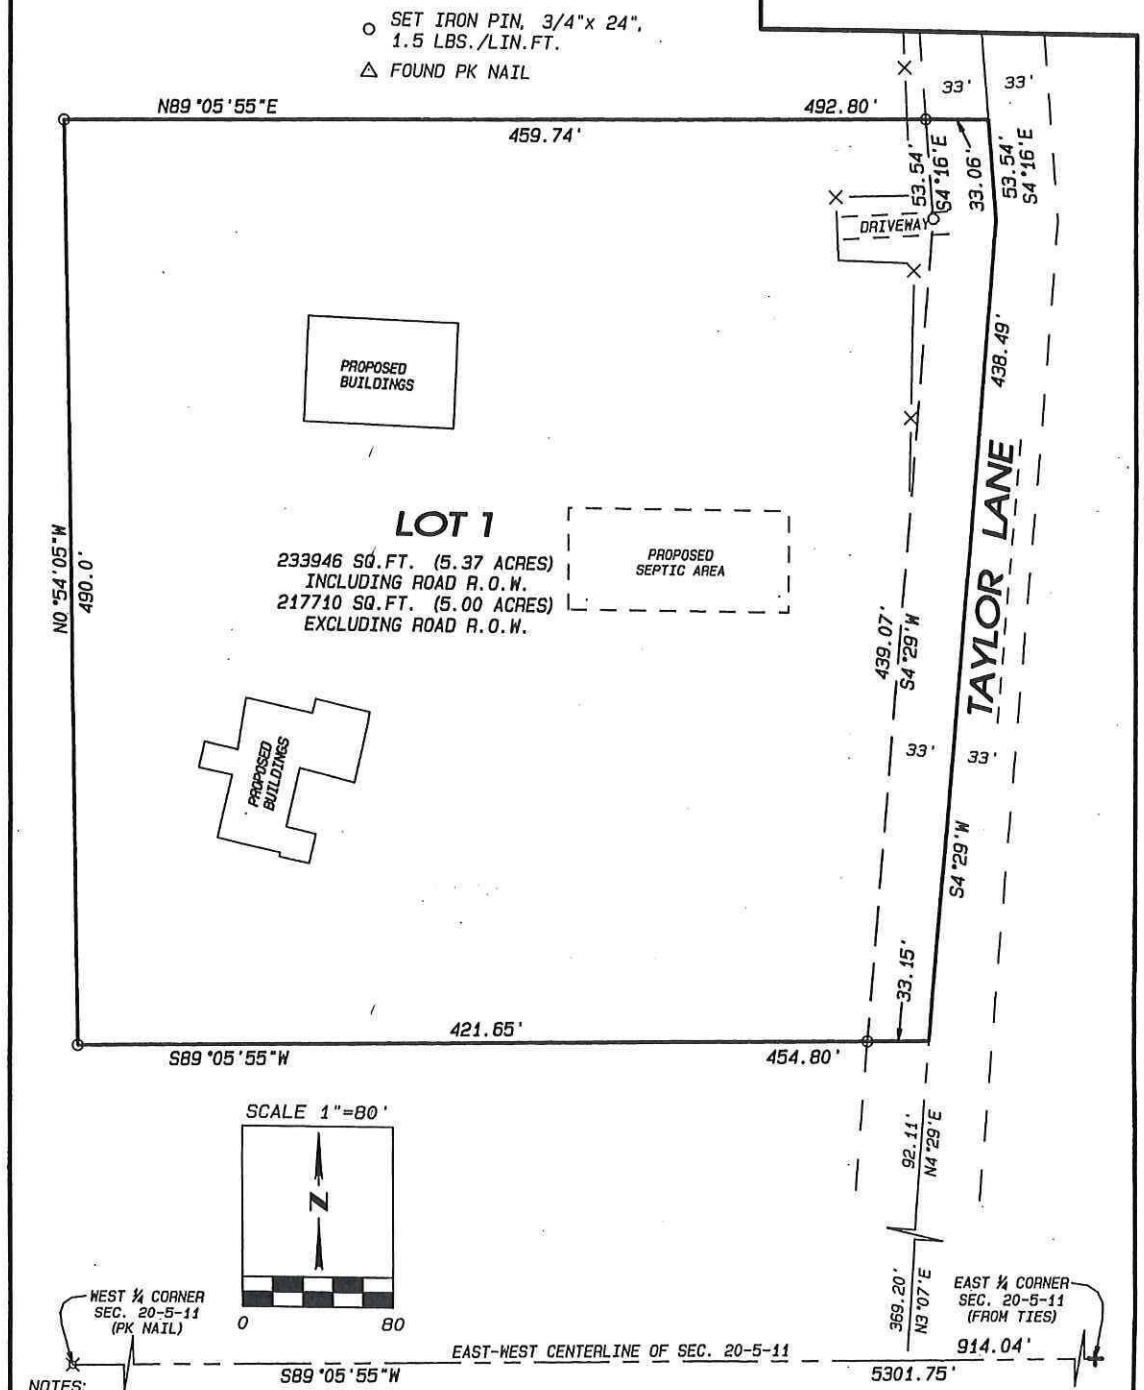 SET IRON PIN, 3/4"x 24",
1.5 LBS./LIN.FT.
FOUND PK NAIL
N89°05'55"E
492.80'
459.74'
33'
33'
53.54'
S4°16'E
33.06'
53.54'
S4°16'E
DRIVEWAY
438.49'
PROPOSED
BUILDINGS
TAYLOR LANE
LOT 1
233946 SQ.FT. (5.37 ACRES)
INCLUDING ROAD R.O.W.
217710 SQ.FT. (5.00 ACRES)
EXCLUDING ROAD R.O.W.
PROPOSED
SEPTIC AREA
N0°54'05"W
490.0'
439.07'
S4°29'W
33'
33'
PROPOSED
BUILDINGS
S4°29'W
33.15'
421.65'
S89°05'55"W
454.80'
SCALE 1"=80'
N
0
80
92.11'
N4°29'E
369.20'
N3°07'E
WEST ¼ CORNER
SEC. 20-5-11
(PK NAIL)
EAST ¼ CORNER
SEC. 20-5-11
(FROM TIES)
EAST-WEST CENTERLINE OF SEC. 20-5-11
914.04'
S89°05'55"W
5301.75'
NOTES: